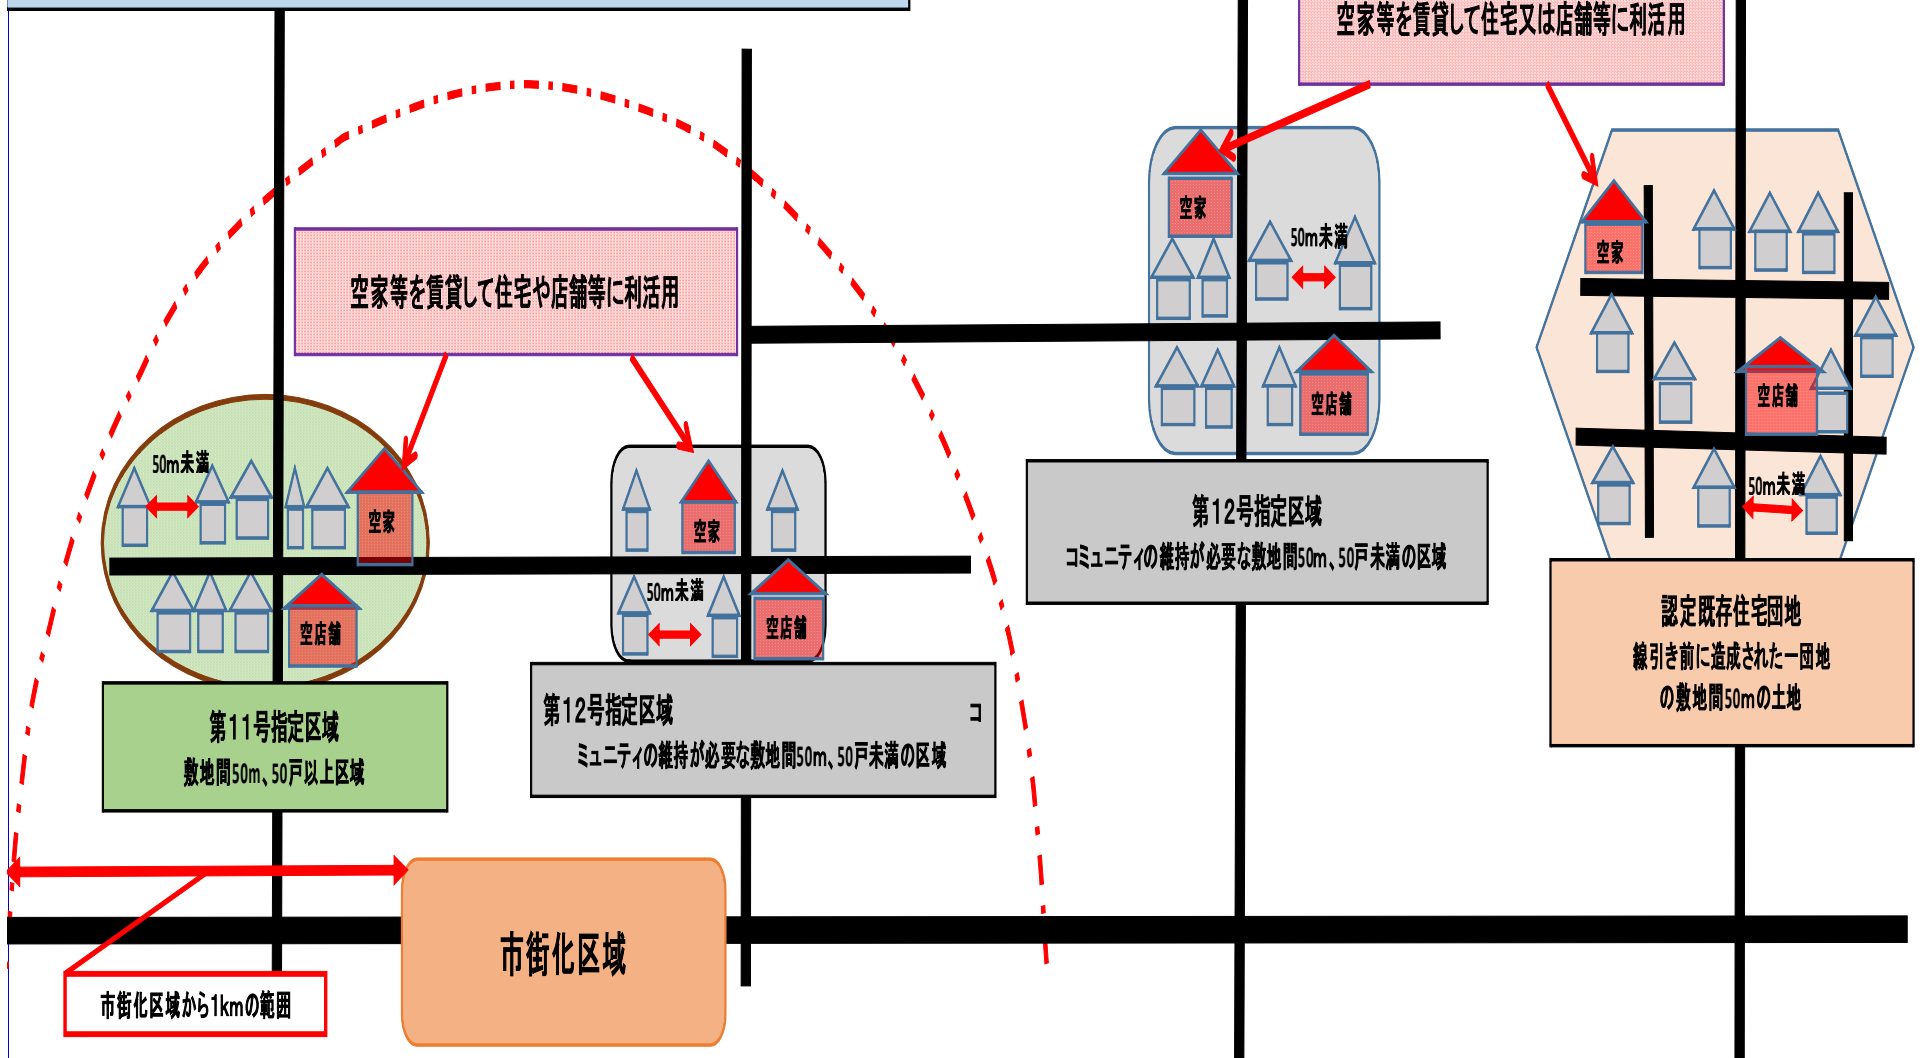 空家等を賃貸して住宅又は店舗等に利活用
空家等を賃貸して住宅や店舗等に利活用
空家
50m未満
空店舗
空家
空店舗
50m未満
50m未満
空家
空店舗
空家
50m未満
空店舗
第12号指定区域
コミュニティの維持が必要な敷地間50m、50戸未満の区域
認定既存住宅団地
線引き前に造成された一団地
の敷地間50mの土地
第11号指定区域
敷地間50m、50戸以上区域
第12号指定区域 コ
ミュニティの維持が必要な敷地間50m、50戸未満の区域
市街化区域
市街化区域から1kmの範囲